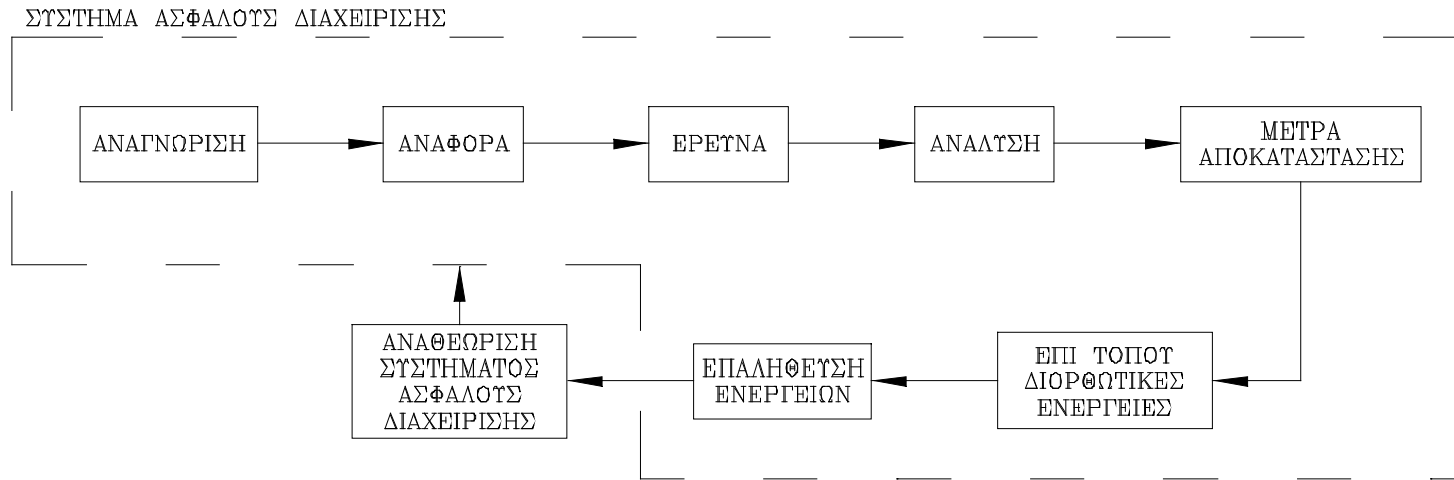 ΣΥΣΤΗΜΑ ΑΣΦΑΛΟΥΣ ΔΙΑΧΕΙΡΙΣΗΣ
ΑΝΑΓΝΩΡΙΣΗ
ΑΝΑΦΟΡΑ
ΕΡΕΥΝΑ
ΑΝΑΛΥΣΗ
ΜΕΤΡΑ
ΑΠΟΚΑΤΑΣΤΑΣΗΣ
ΑΝΑΘΕΩΡΙΣΗ
ΣΥΣΤΗΜΑΤΟΣ
ΑΣΦΑΛΟΥΣ
ΔΙΑΧΕΙΡΙΣΗΣ
ΕΠΑΛΗΘΕΥΣΗ
ΕΝΕΡΓΕΙΩΝ
ΕΠΙ ΤΟΠΟΥ
ΔΙΟΡΘΩΤΙΚΕΣ
ΕΝΕΡΓΕΙΕΣ